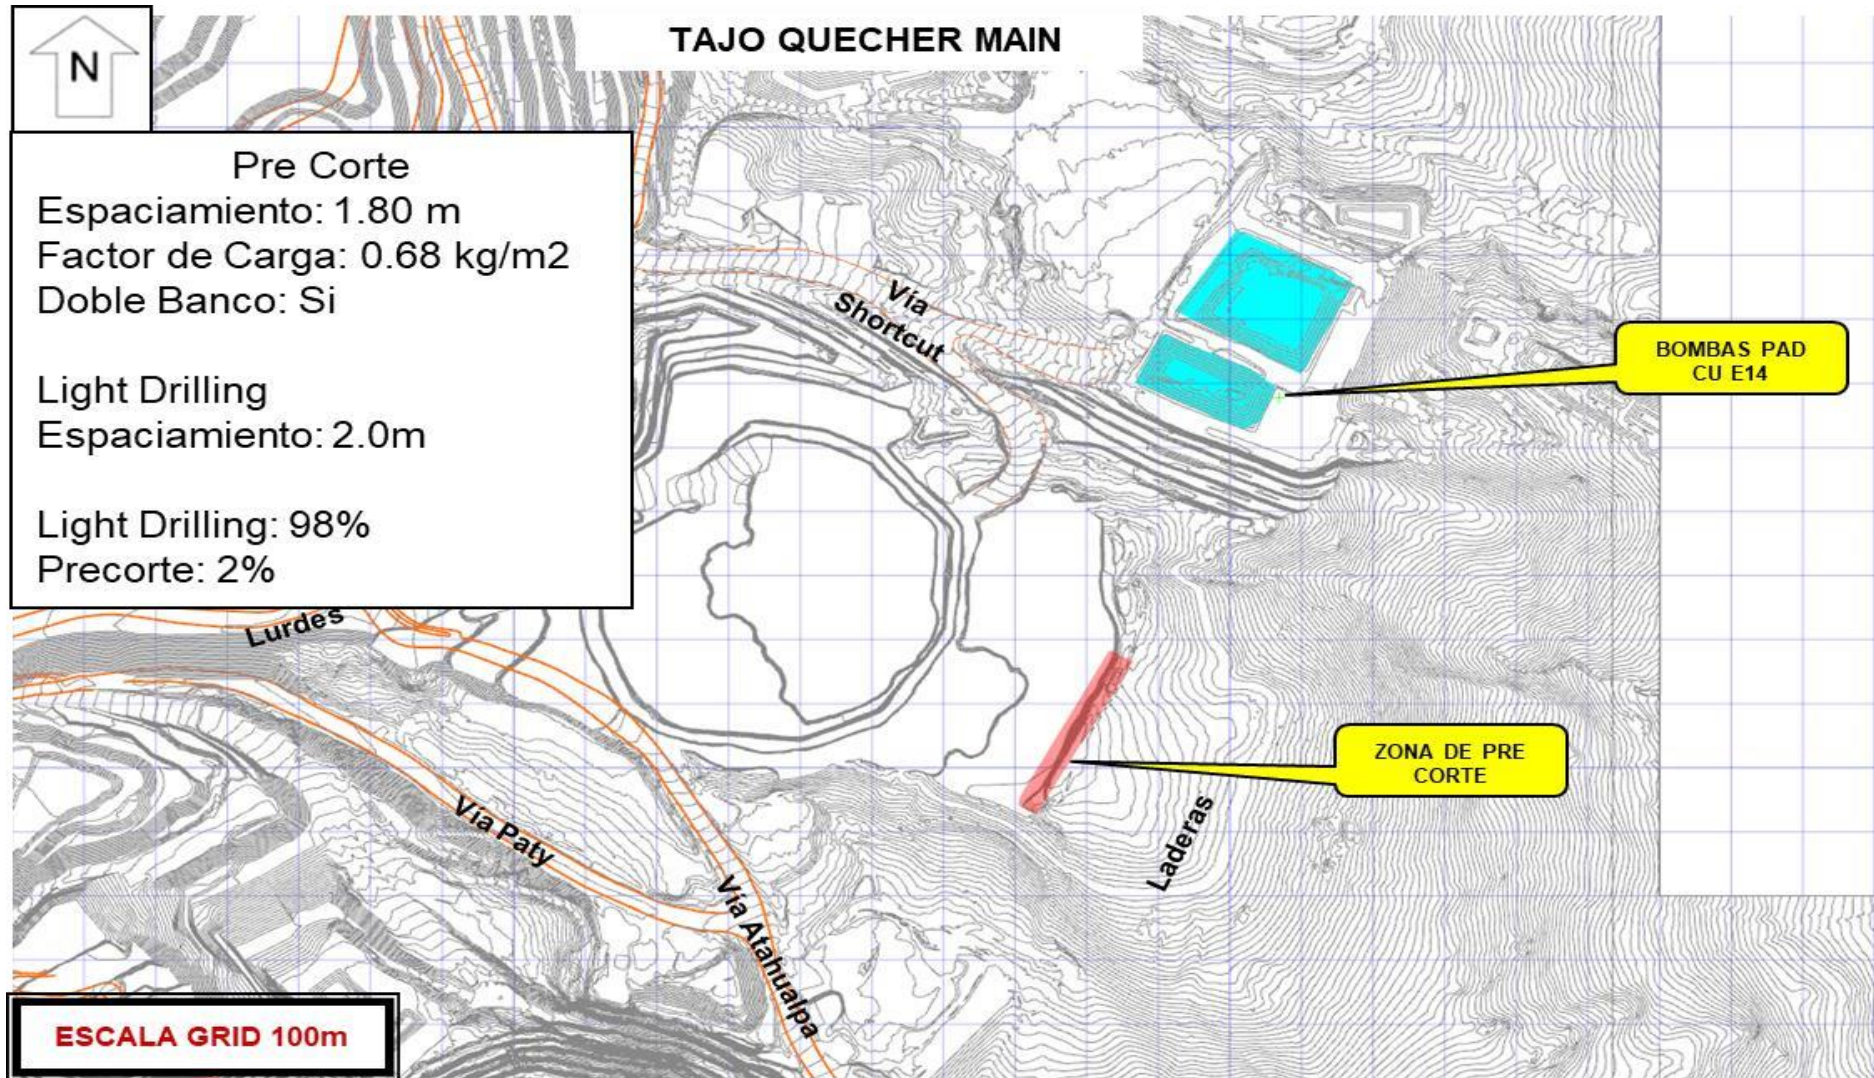 TAJO QUECHER MAIN
N
Pre Corte
Espaciamiento: 1.80 m
Factor de Carga: 0.68 kg/m2
Doble Banco: Si
Light Drilling
Espaciamiento: 2.0m
Light Drilling: 98%
Precorte: 2%
Vía
Shortcut
BOMBAS PAD
CU E14
Lurdes
ZONA DE PRE
CORTE
Vía Paty
Laderas
Vía Atahualpa
ESCALA GRID 100m